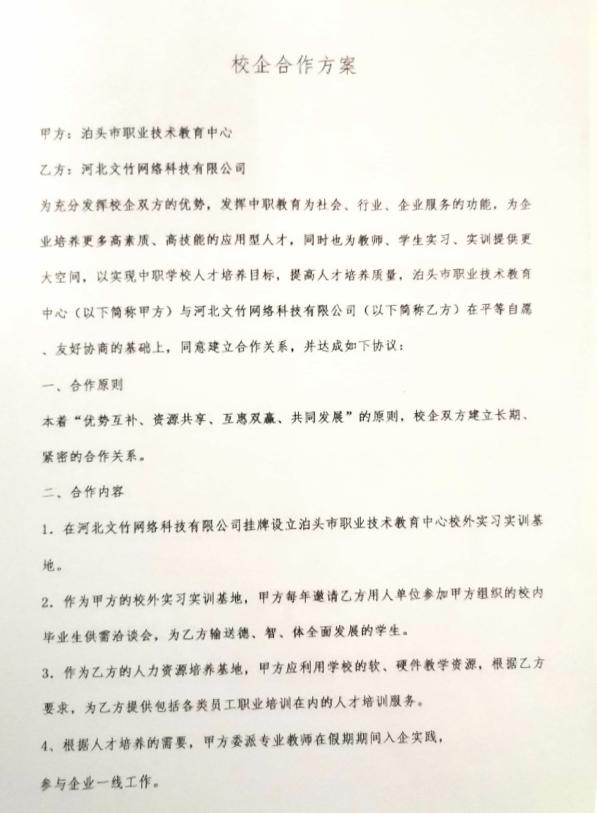 校企合作方案
甲方：泊头市职业技术教育中心
乙方：河北文竹网络科技有限公司
为充分发挥校企双方的优势，发挥中职教育为社会、行业、企业服务的功能，为企
业培养更多高素质、高技能的应用型人才，同时也为教师、学生实习、实训提供更
大空间，以实现中职学校人才培养目标，提高人才培养质量，泊头市职业技术教育
中心（以下简称甲方）与河北文竹网络科技有限公司（以下简称乙方）在平等自愿
、友好协商的基础上，同意建立合作关系，并达成如下协议：
一、合作原则
本着“优势互补、资源共享、互惠双赢、共同发展”的原则，校企双方建立长期、
紧密的合作关系。
二、合作内容
1．在河北文竹网络科技有限公司挂牌设立泊头市职业技术教育中心校外实习实训基
地。
2．作为甲方的校外实习实训基地，甲方每年邀请乙方用人单位参加甲方组织的校内
毕业生供需洽谈会，为乙方输送德、智、体全面发展的学生。
3．作为乙方的人力资源培养基地，甲方应利用学校的软、硬件教学资源，根据乙方
要求，为乙方提供包括各类员工职业培训在内的人才培训服务。
4、根据人才培养的需要，甲方委派专业教师在假期期间入企实践，
参与企业一线工作。